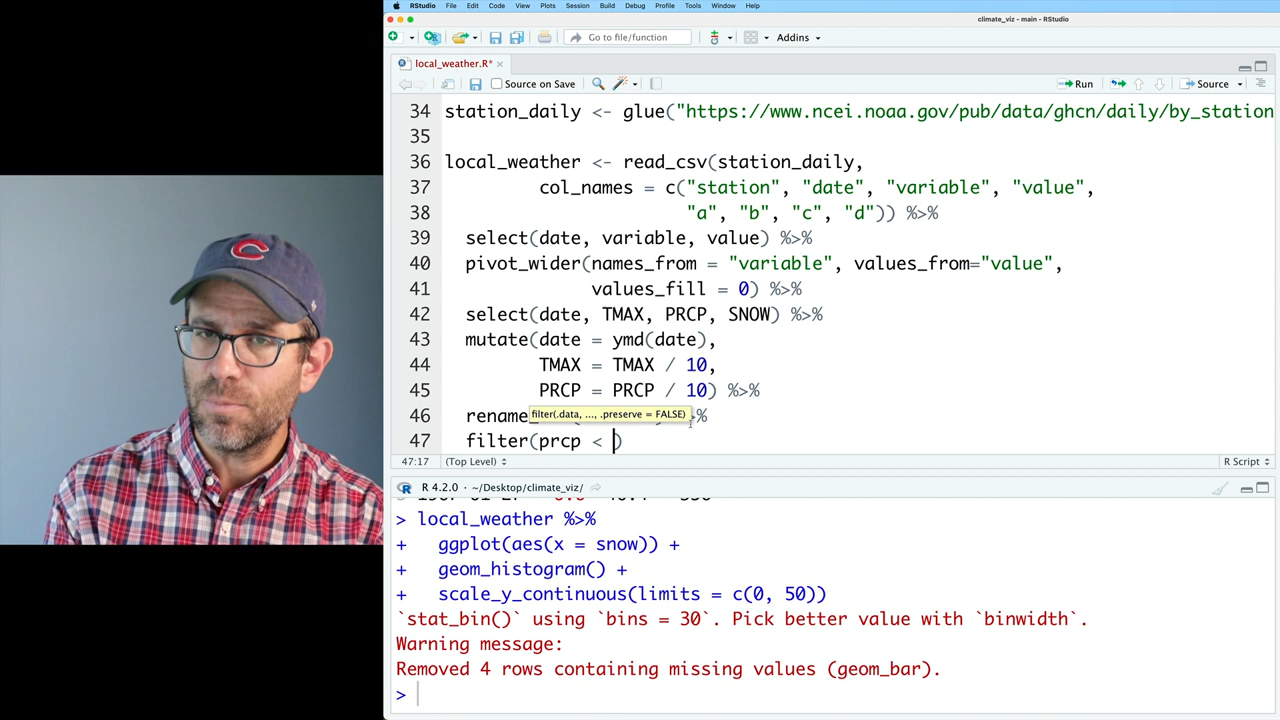 RStudio File Edit Code View Plots Session Build Debug Profile Tools Window Help
climate_viz - main - RStudio
Go to file/function Addins
local_weather.R*
Source on Save Run Source
34 station_daily <- glue("https://www.ncei.noaa.gov/pub/data/ghcn/daily/by_station
35
36 local_weather <- read_csv(station_daily,
37 col_names = c("station", "date", "variable", "value",
38 "a", "b", "c", "d")) %>%
39 select(date, variable, value) %>%
40 pivot_wider(names_from = "variable", values_from="value",
41 values_fill = 0) %>%
42 select(date, TMAX, PRCP, SNOW) %>%
43 mutate(date = ymd(date),
44 TMAX = TMAX / 10,
45 PRCP = PRCP / 10) %>%
filter(.data, ..., .preserve = FALSE)
46 rename %
47 filter(prcp < )
47:17 (Top Level) R Script
R 4.2.0 · ~/Desktop/climate_viz/
> local_weather %>%
+ ggplot(aes(x = snow)) +
+ geom_histogram() +
+ scale_y_continuous(limits = c(0, 50))
`stat_bin()` using `bins = 30`. Pick better value with `binwidth`.
Warning message:
Removed 4 rows containing missing values (geom_bar).
>
C